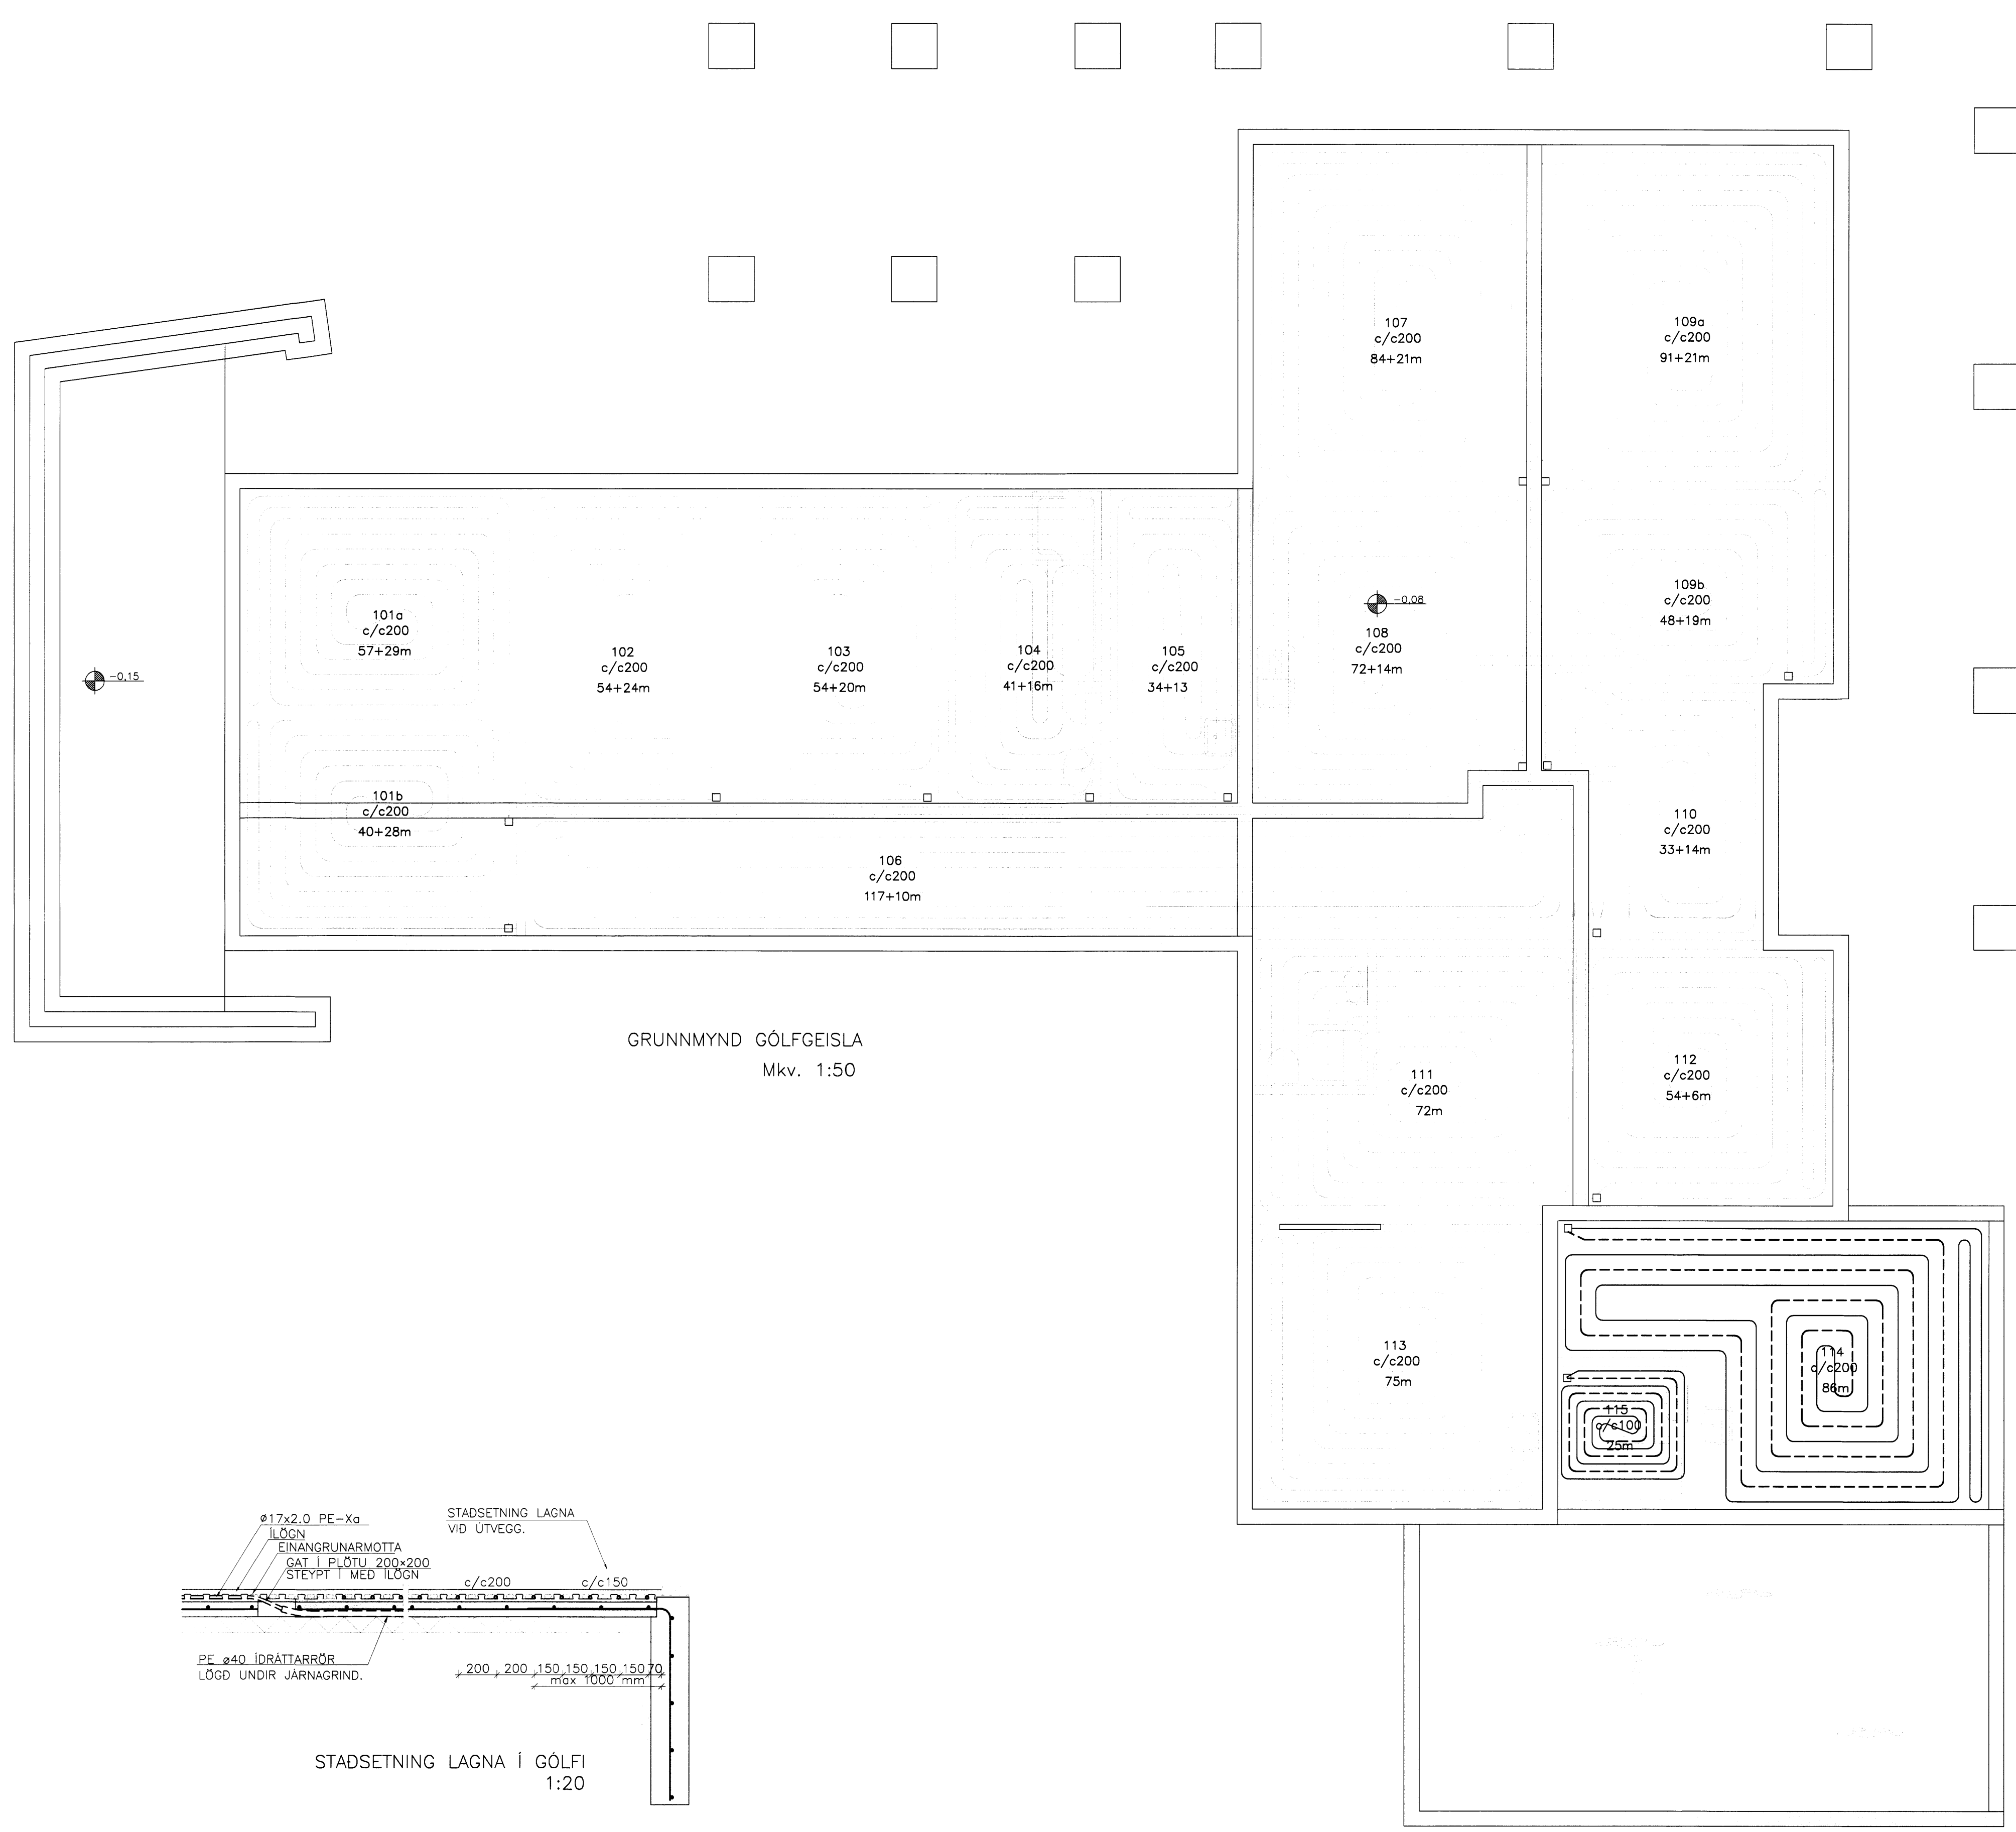 107
c/c200
84+21m
109a
c/c200
91+21m
101a
c/c200
57+29m
102
c/c200
54+24m
103
c/c200
54+20m
104
c/c200
41+16m
105
c/c200
34+13
-0.08
108
c/c200
72+14m
109b
c/c200
48+19m
-0.15
101b
c/c200
40+28m
106
c/c200
117+10m
110
c/c200
33+14m
GRUNNMYND GÓLFGEISLA
Mkv. 1:50
111
c/c200
72m
112
c/c200
54+6m
113
c/c200
75m
114
c/c200
86m
115
c/c100
25m
ø17x2.0 PE-Xa
ÍLÖGN
EINANGRUNARMOTTA
GAT Í PLÖTU 200x200
STEYPT Í MEÐ ÍLÖGN
STAÐSETNING LAGNA
VIÐ ÚTVEGG.
c/c200
c/c150
PE ø40 ÍDRÁTTARRÖR
LÖGÐ UNDIR JÁRNAGRIND.
200 200 150 150 150 150 70
max 1000 mm
STAÐSETNING LAGNA Í GÓLFI
1:20